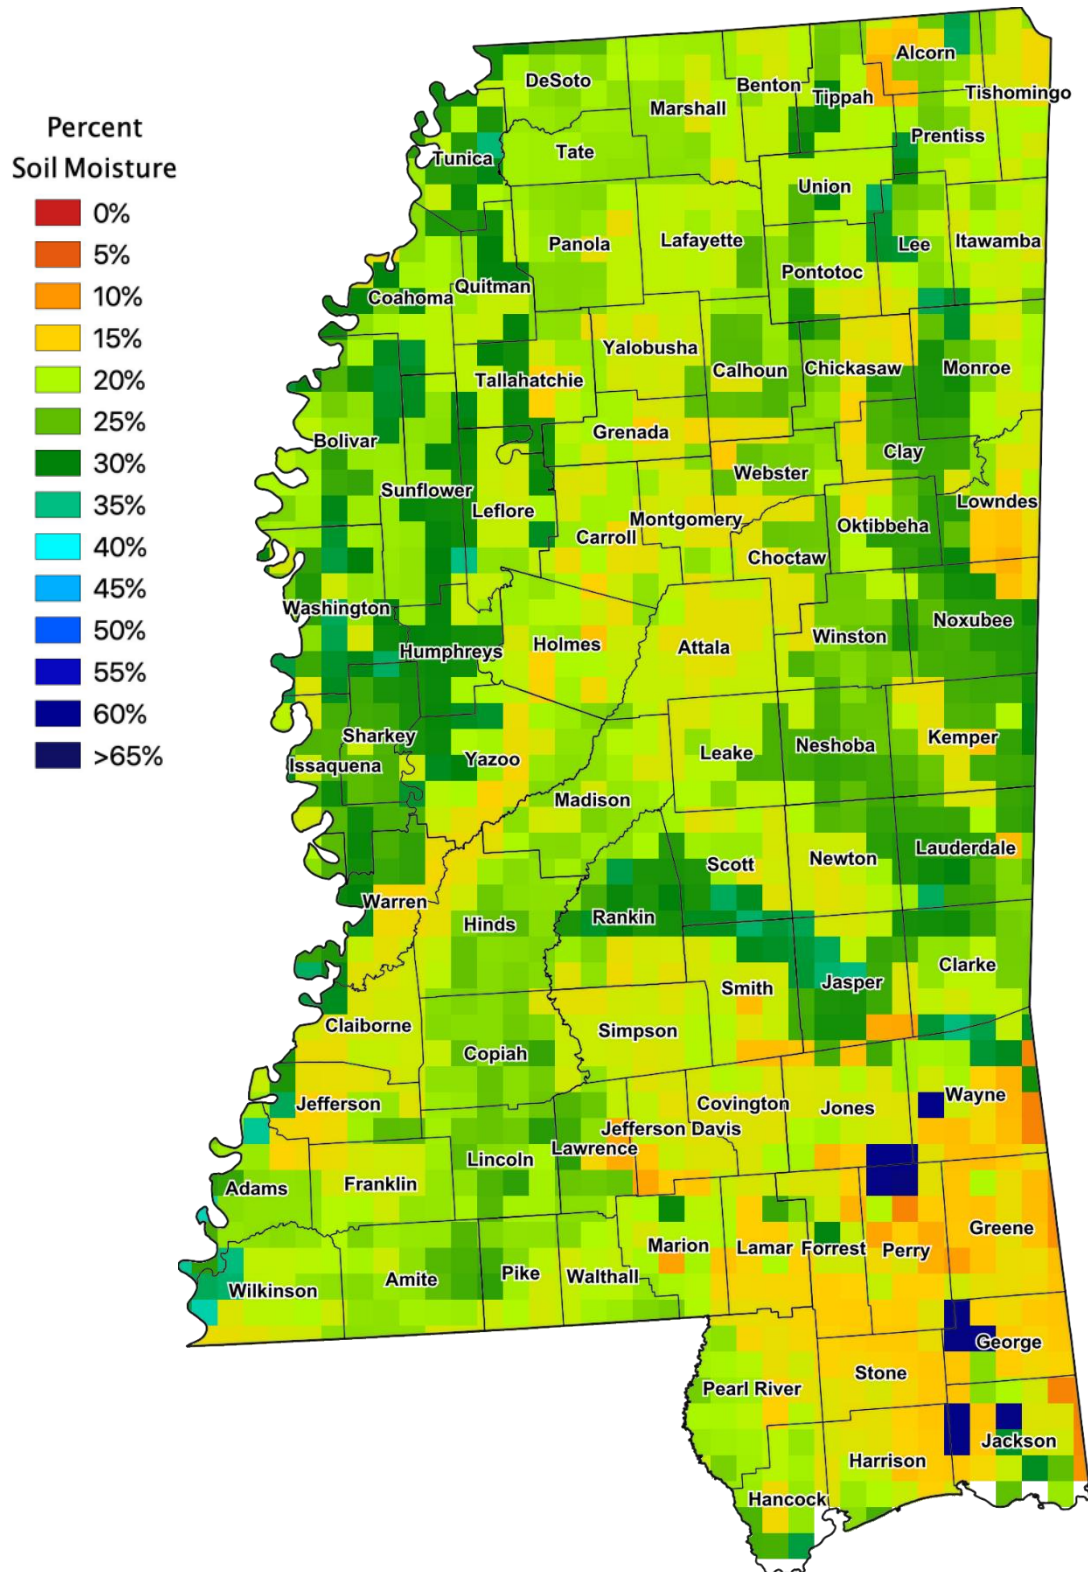 Percent
Soil Moisture
0%
5%
10%
15%
20%
25%
30%
35%
40%
45%
50%
55%
60%
>65%
Alcorn
DeSoto
Benton
Tippah
Tishomingo
Marshall
Prentiss
Tunica
Tate
Union
Panola
Lafayette
Lee
Itawamba
Pontotoc
Quitman
Coahoma
Yalobusha
Calhoun
Chickasaw
Monroe
Tallahatchie
Grenada
Bolivar
Clay
Webster
Sunflower
Leflore
Lowndes
Montgomery
Oktibbeha
Carroll
Choctaw
Washington
Noxubee
Winston
Humphreys
Holmes
Attala
Sharkey
Kemper
Neshoba
Leake
Yazoo
Issaquena
Madison
Lauderdale
Newton
Scott
Warren
Rankin
Hinds
Clarke
Jasper
Smith
Claiborne
Simpson
Copiah
Wayne
Jefferson
Covington
Jones
Jefferson Davis
Lawrence
Lincoln
Franklin
Adams
Greene
Marion
Lamar
Forrest
Perry
Pike
Walthall
Amite
Wilkinson
George
Stone
Pearl River
Jackson
Harrison
Hancock